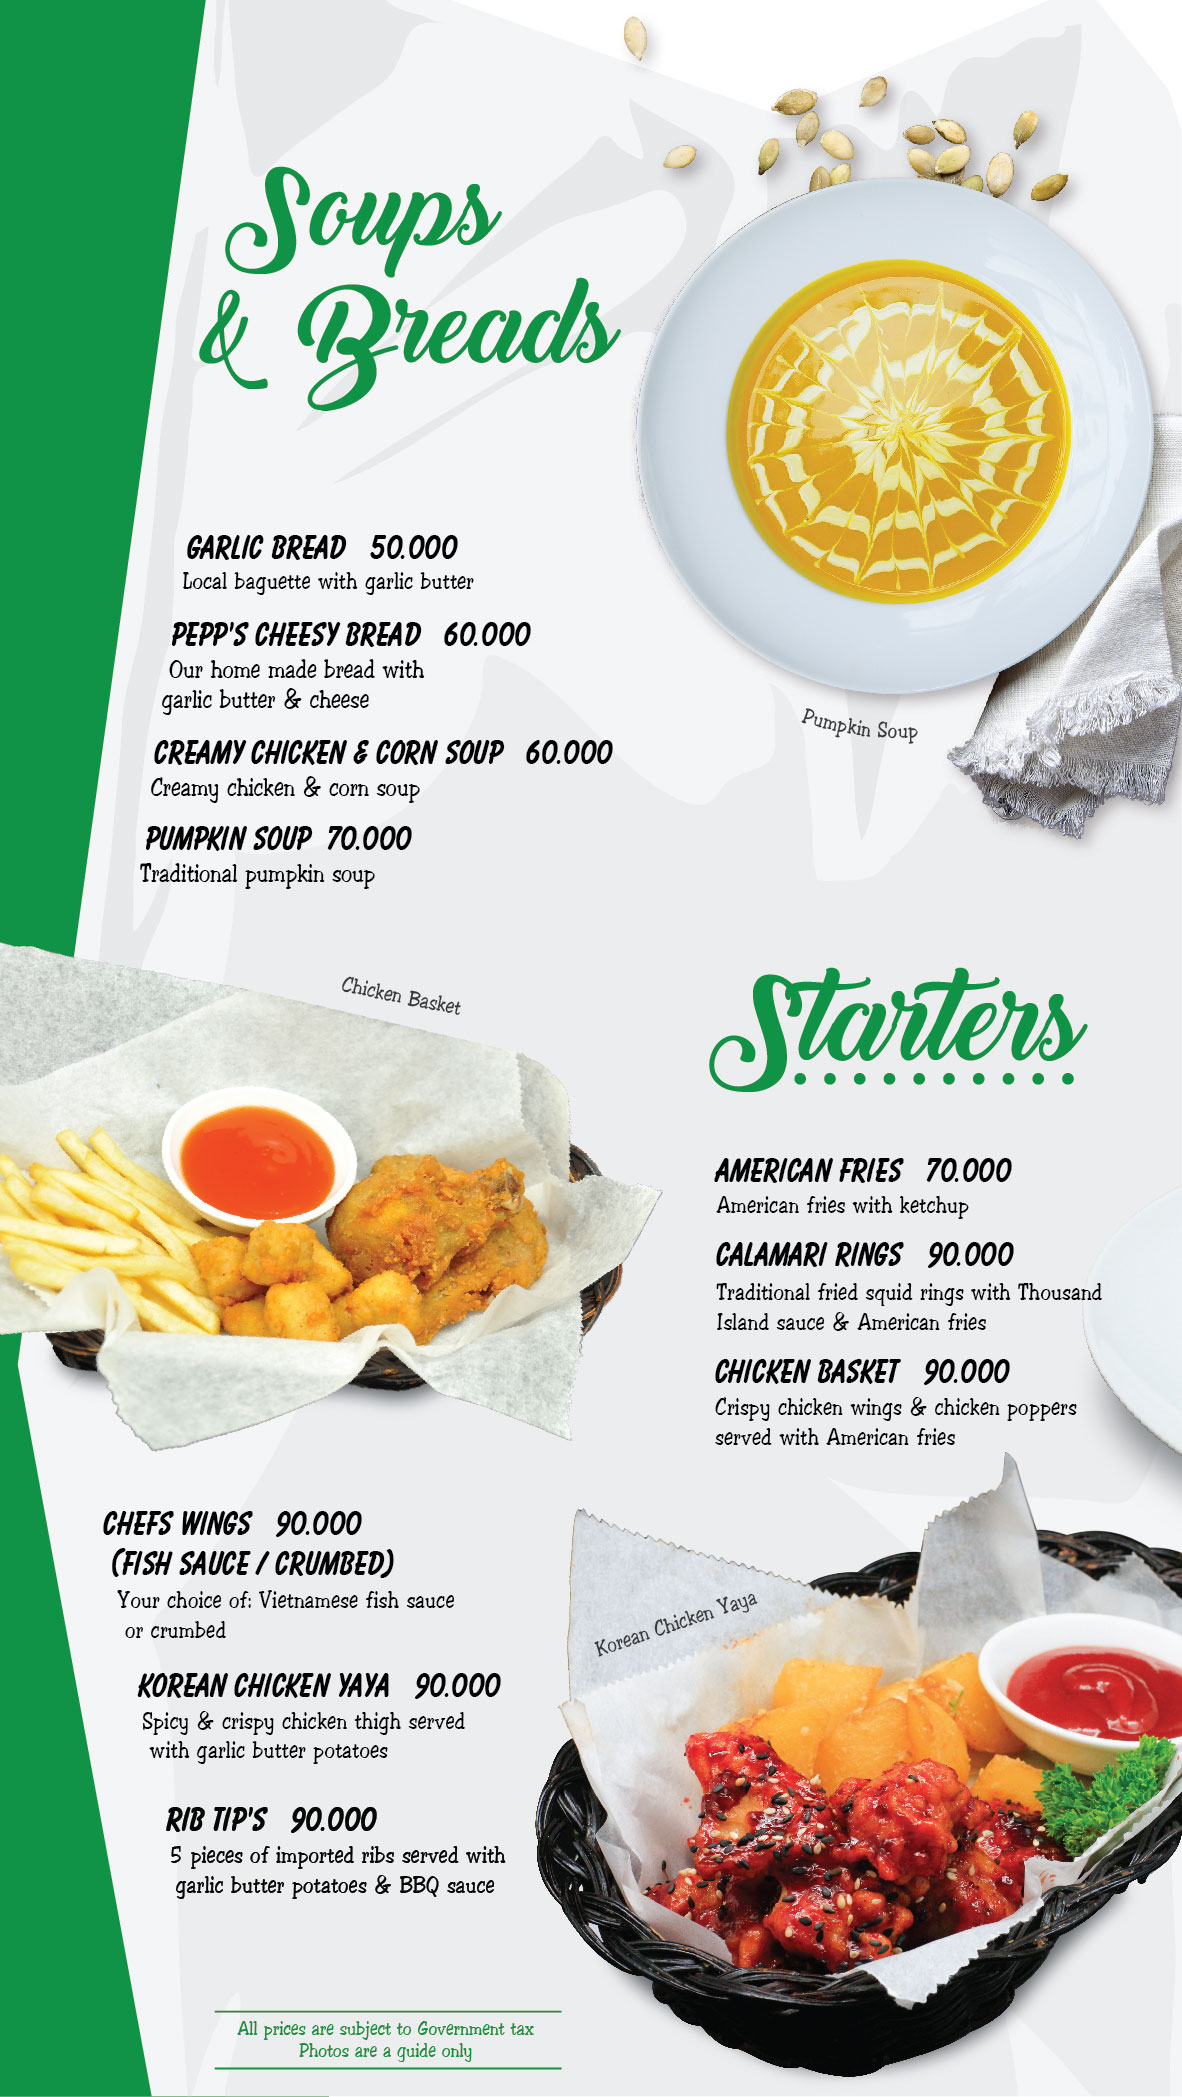 Soups
& Breads
GARLIC BREAD 50.000
Local baguette with garlic butter
PEPP'S CHEESY BREAD 60.000
Our home made bread with
garlic butter & cheese
CREAMY CHICKEN & CORN SOUP 60.000
Creamy chicken & corn soup
PUMPKIN SOUP 70.000
Traditional pumpkin soup
Pumpkin Soup
Chicken Basket
Starters
AMERICAN FRIES 70.000
American fries with ketchup
CALAMARI RINGS 90.000
Traditional fried squid rings with Thousand
Island sauce & American fries
CHICKEN BASKET 90.000
Crispy chicken wings & chicken poppers
served with American fries
CHEFS WINGS 90.000
(FISH SAUCE / CRUMBED)
Your choice of: Vietnamese fish sauce
or crumbed
KOREAN CHICKEN YAYA 90.000
Spicy & crispy chicken thigh served
with garlic butter potatoes
RIB TIP'S 90.000
5 pieces of imported ribs served with
garlic butter potatoes & BBQ sauce
Korean Chicken Yaya
All prices are subject to Government tax
Photos are a guide only